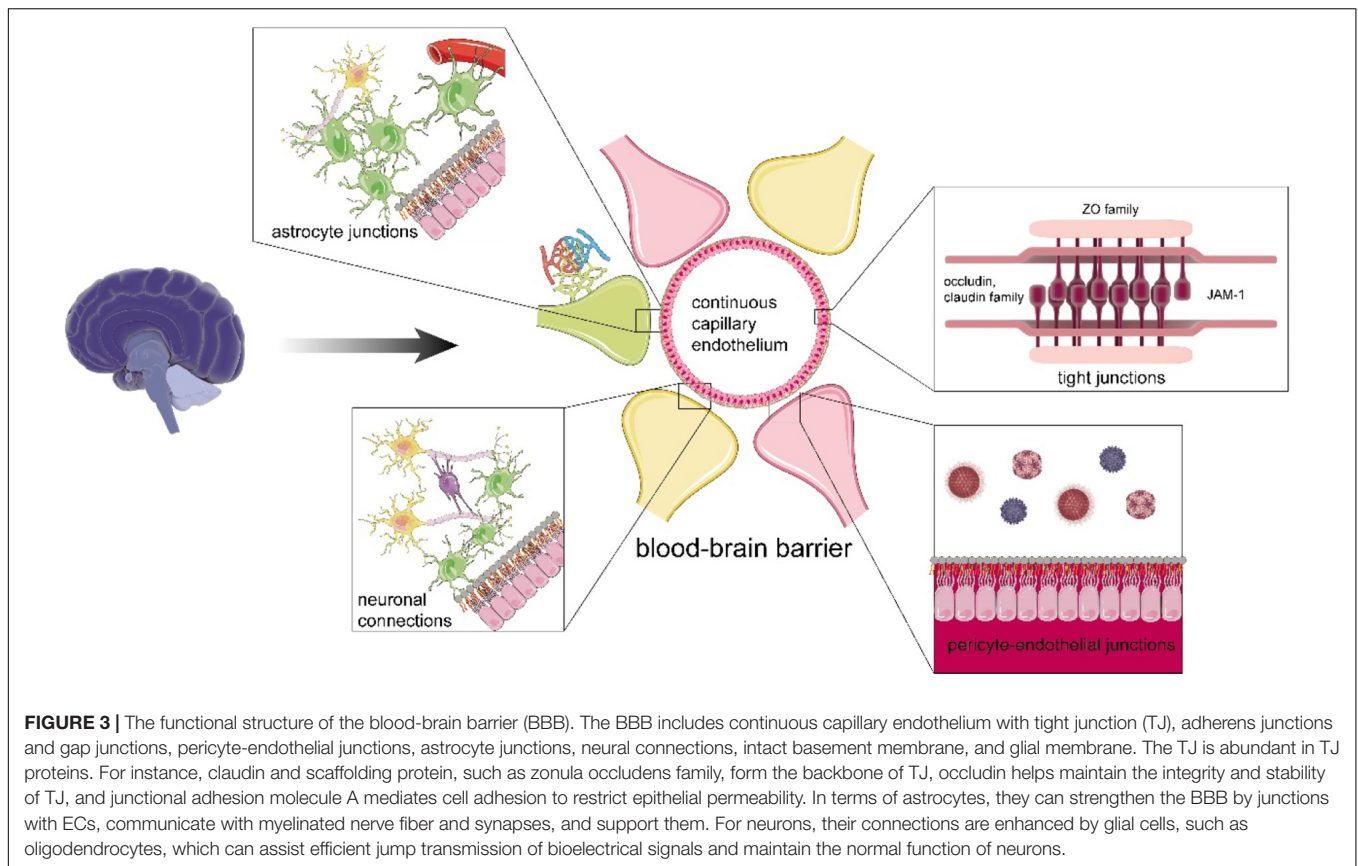 astrocyte junctions
continuous
capillary
endothelium
ZO family
occludin,
claudin family
JAM-1
tight junctions
neuronal
connections
blood-brain barrier
pericyte-endothelial junctions
FIGURE 3 | The functional structure of the blood-brain barrier (BBB). The BBB includes continuous capillary endothelium with tight junction (TJ), adherens junctions
and gap junctions, pericyte-endothelial junctions, astrocyte junctions, neural connections, intact basement membrane, and glial membrane. The TJ is abundant in TJ
proteins. For instance, claudin and scaffolding protein, such as zonula occludens family, form the backbone of TJ, occludin helps maintain the integrity and stability
of TJ, and junctional adhesion molecule A mediates cell adhesion to restrict epithelial permeability. In terms of astrocytes, they can strengthen the BBB by junctions
with ECs, communicate with myelinated nerve fiber and synapses, and support them. For neurons, their connections are enhanced by glial cells, such as
oligodendrocytes, which can assist efficient jump transmission of bioelectrical signals and maintain the normal function of neurons.